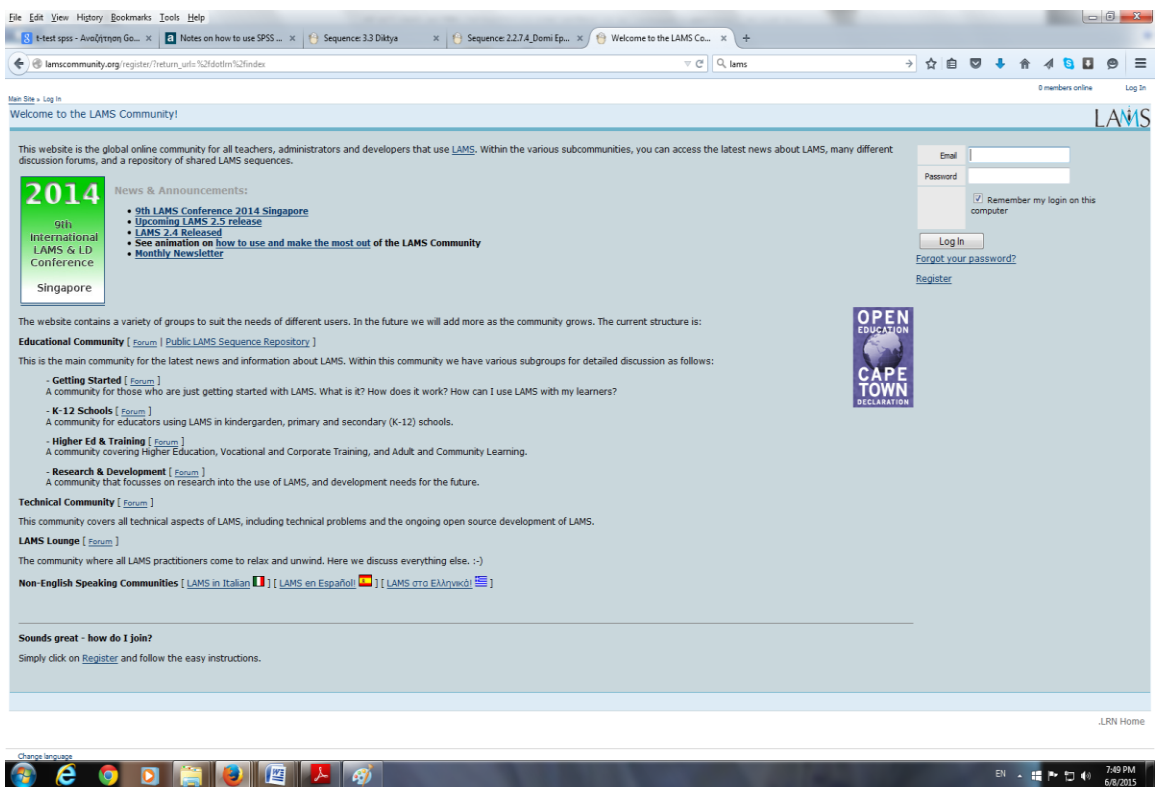 File Edit View History Bookmarks Tools Help
t-test spss - Αναζήτηση Go... × Notes on how to use SPSS ... × Sequence: 3.3 Diktya × Sequence: 2.2.7.4_Domi Ep... × Welcome to the LAMS Co... × +
lamscommunity.org/register/?return_url=%2fdotlrn%2findex lams
0 members online Log In
Main Site » Log In
Welcome to the LAMS Community!
LAMS
This website is the global online community for all teachers, administrators and developers that use LAMS. Within the various subcommunities, you can access the latest news about LAMS, many different
discussion forums, and a repository of shared LAMS sequences.
Email
Password
Remember my login on this
computer
Log In
Forgot your password?
Register
2014
9th
International
LAMS & LD
Conference
Singapore
News & Announcements:
• 9th LAMS Conference 2014 Singapore
• Upcoming LAMS 2.5 release
• LAMS 2.4 Released
• See animation on how to use and make the most out of the LAMS Community
• Monthly Newsletter
The website contains a variety of groups to suit the needs of different users. In the future we will add more as the community grows. The current structure is:
OPEN
EDUCATION
CAPE
TOWN
DECLARATION
Educational Community [ Forum | Public LAMS Sequence Repository ]
This is the main community for the latest news and information about LAMS. Within this community we have various subgroups for detailed discussion as follows:
- Getting Started [ Forum ]
A community for those who are just getting started with LAMS. What is it? How does it work? How can I use LAMS with my learners?
- K-12 Schools [ Forum ]
A community for educators using LAMS in kindergarden, primary and secondary (K-12) schools.
- Higher Ed & Training [ Forum ]
A community covering Higher Education, Vocational and Corporate Training, and Adult and Community Learning.
- Research & Development [ Forum ]
A community that focusses on research into the use of LAMS, and development needs for the future.
Technical Community [ Forum ]
This community covers all technical aspects of LAMS, including technical problems and the ongoing open source development of LAMS.
LAMS Lounge [ Forum ]
The community where all LAMS practitioners come to relax and unwind. Here we discuss everything else. :-)
Non-English Speaking Communities [ LAMS in Italian ] [ LAMS en Español! ] [ LAMS στα Ελληνικά! ]
Sounds great - how do I join?
Simply click on Register and follow the easy instructions.
.LRN Home
Change language
EN 7:49 PM
6/8/2015